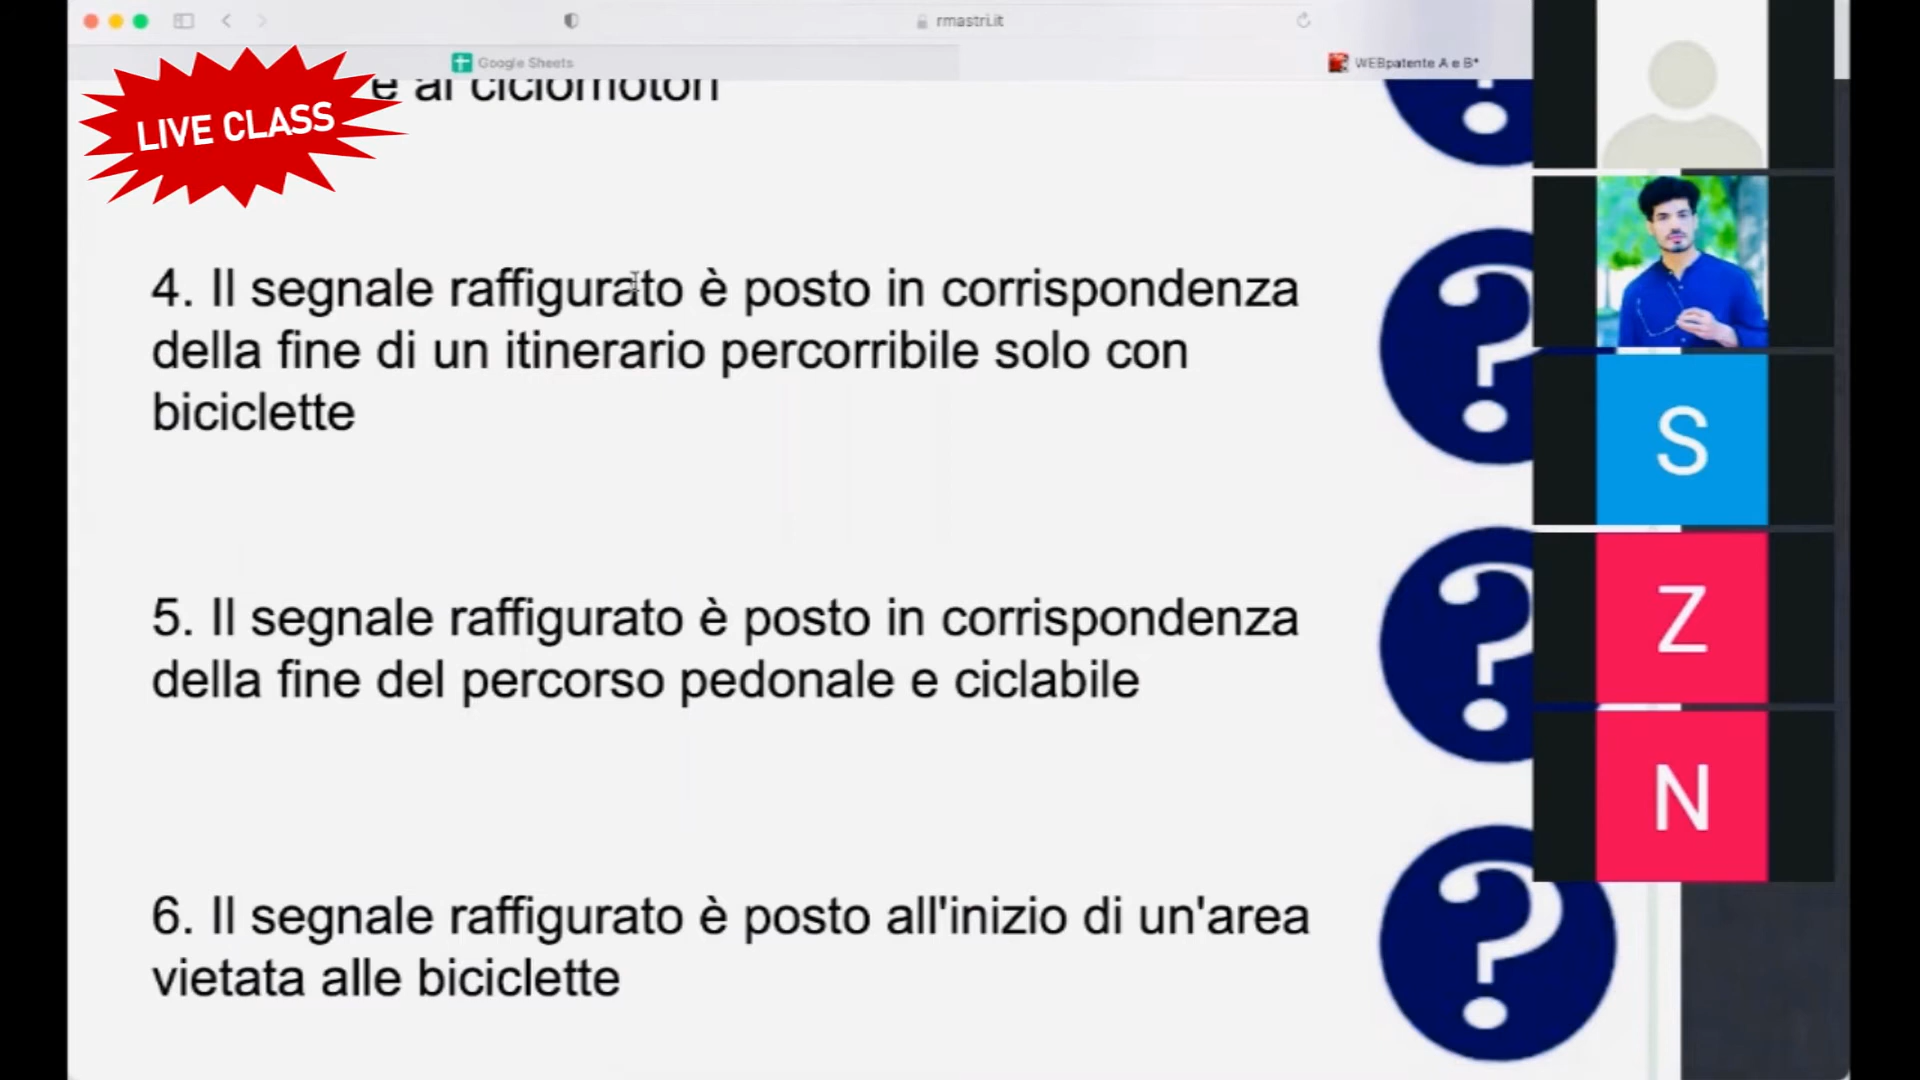 rmastri.it
Google Sheets
WEBpatente A e B*
e ai ciclomotori
LIVE CLASS
4. Il segnale raffigurato è posto in corrispondenza
della fine di un itinerario percorribile solo con
biciclette
S
5. Il segnale raffigurato è posto in corrispondenza
della fine del percorso pedonale e ciclabile
Z
N
6. Il segnale raffigurato è posto all'inizio di un'area
vietata alle biciclette